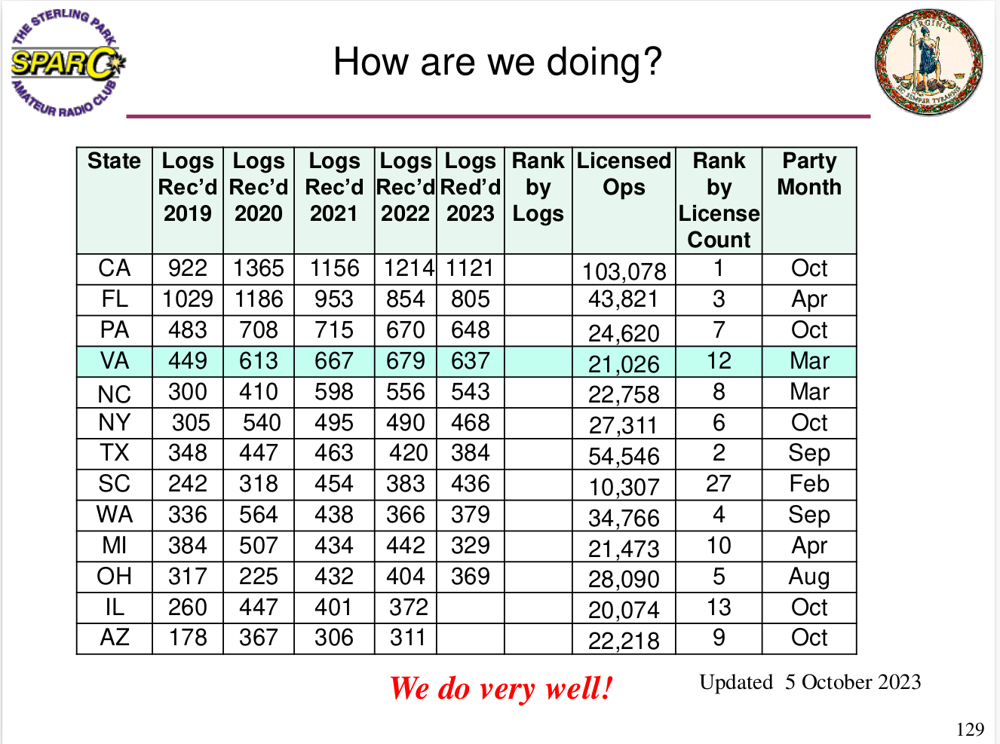 THE STERLING PARK
SPARC
AMATEUR RADIO CLUB
How are we doing?
VIRGINIA
SIC SEMPER TYRANNIS
State Logs Rec’d 2019 Logs Rec’d 2020 Logs Rec’d 2021 Logs Rec’d 2022 Logs Red’d 2023 Rank by Logs Licensed Ops Rank by License Count Party Month
CA 922 1365 1156 1214 1121 103,078 1 Oct
FL 1029 1186 953 854 805 43,821 3 Apr
PA 483 708 715 670 648 24,620 7 Oct
VA 449 613 667 679 637 21,026 12 Mar
NC 300 410 598 556 543 22,758 8 Mar
NY 305 540 495 490 468 27,311 6 Oct
TX 348 447 463 420 384 54,546 2 Sep
SC 242 318 454 383 436 10,307 27 Feb
WA 336 564 438 366 379 34,766 4 Sep
MI 384 507 434 442 329 21,473 10 Apr
OH 317 225 432 404 369 28,090 5 Aug
IL 260 447 401 372 20,074 13 Oct
AZ 178 367 306 311 22,218 9 Oct
We do very well!
Updated 5 October 2023
129